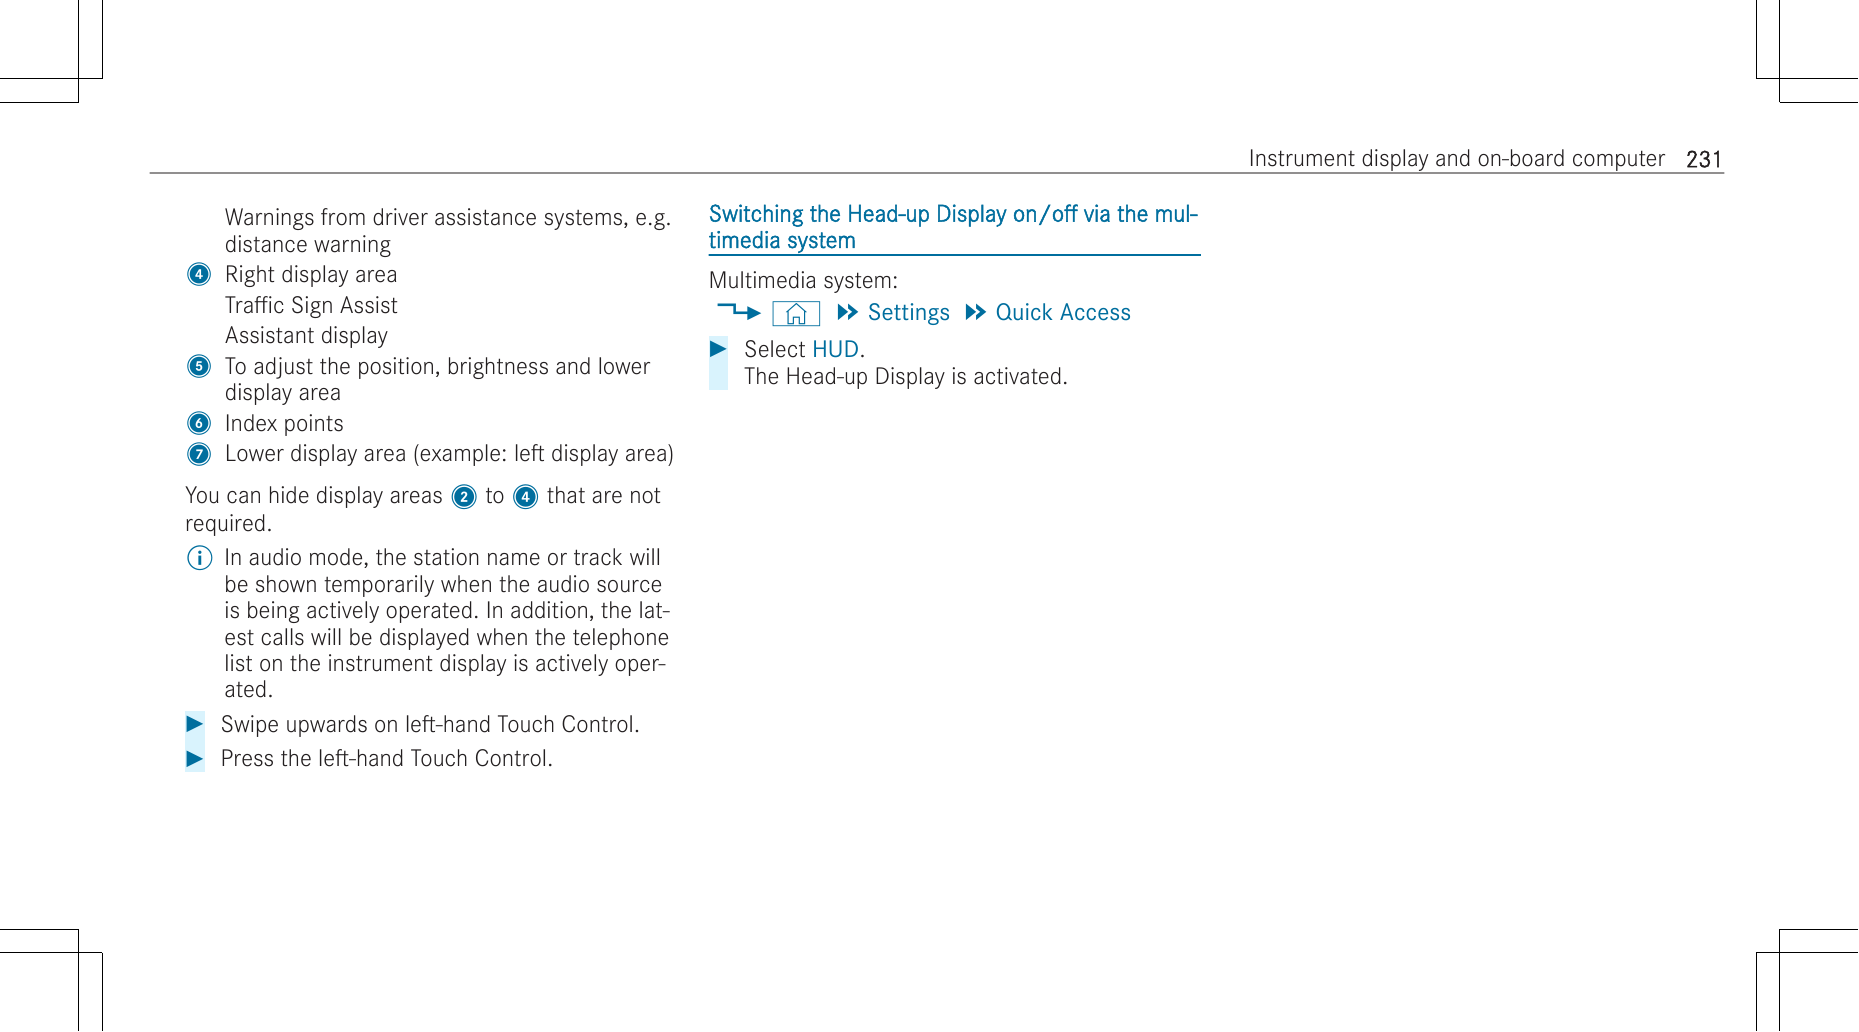 Instrument display and on-board computer 231
Warnings from driver assistance systems, e.g.
distance warning
4 Right display area
Traffic Sign Assist
Assistant display
5 To adjust the position, brightness and lower
display area
6 Index points
7 Lower display area (example: left display area)
You can hide display areas 2 to 4 that are not
required.
i In audio mode, the station name or track will
be shown temporarily when the audio source
is being actively operated. In addition, the lat-
est calls will be displayed when the telephone
list on the instrument display is actively oper-
ated.
Swipe upwards on left-hand Touch Control.
Press the left-hand Touch Control.
Switching the Head-up Display on/off via the mul-
timedia system
Multimedia system:
Settings Quick Access
Select HUD.
The Head-up Display is activated.